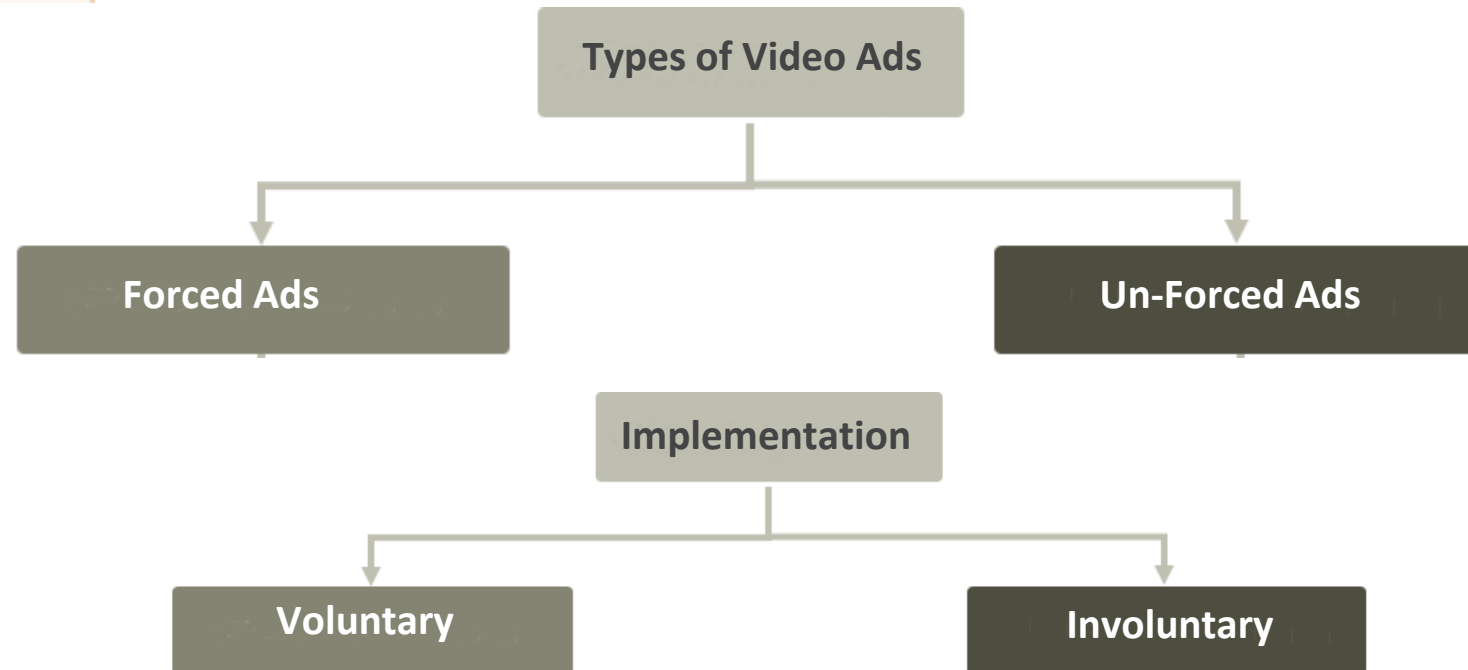 Types of Video Ads
Forced Ads
Un-Forced Ads
Implementation
Voluntary
Involuntary